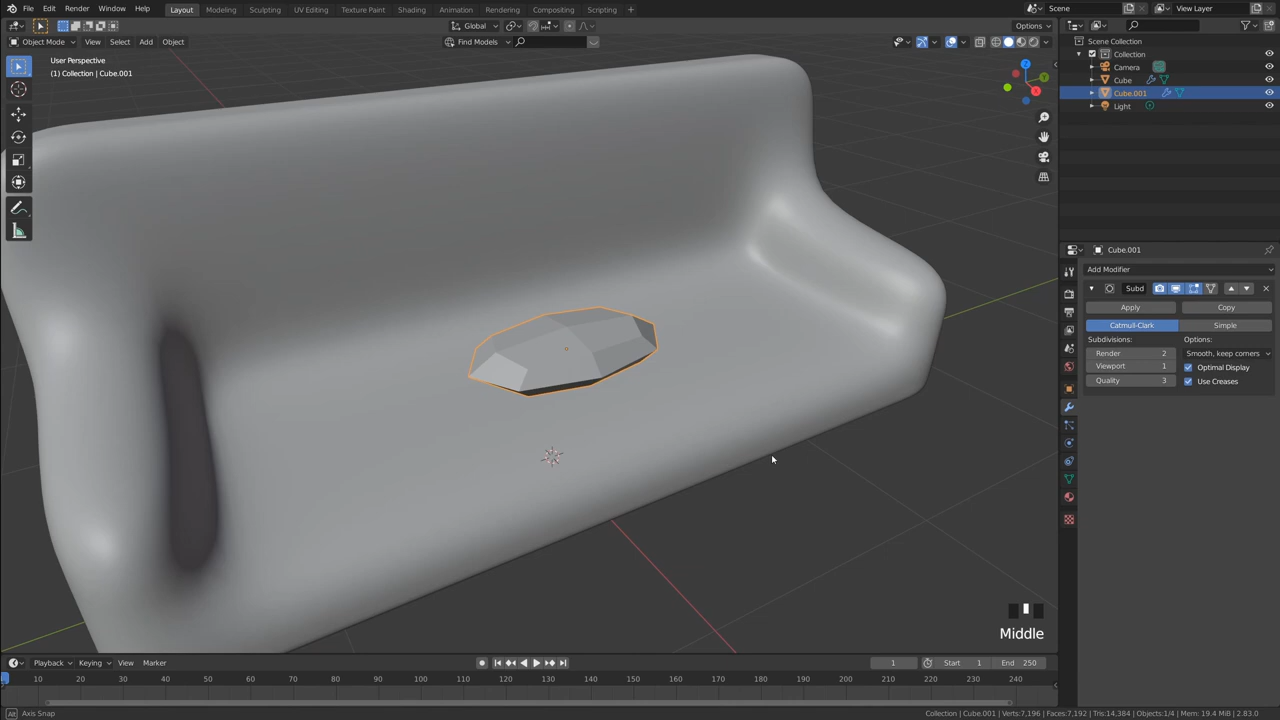 File Edit Render Window Help Layout Modeling Sculpting UV Editing Texture Paint Shading Animation Rendering Compositing Scripting + Scene View Layer
Global Options
Object Mode View Select Add Object Find Models
User Perspective
(1) Collection | Cube.001
Scene Collection
Collection
Camera
Cube
Cube.001
Light
Cube.001
Add Modifier
Subd
Apply Copy
Catmull-Clark Simple
Subdivisions: Options:
Render 2 Smooth, keep corners
Viewport 1 Optimal Display
Quality 3 Use Creases
X
Y
Z
Middle
Playback Keying View Marker 1 Start 1 End 250
10 20 30 40 50 60 70 80 90 100 110 120 130 140 150 160 170 180 190 200 210 220 230 240
Axis Snap Collection | Cube.001 | Verts:7,196 | Faces:7,192 | Tris:14,384 | Objects:1/4 | Mem: 19.4 MiB | 2.83.0